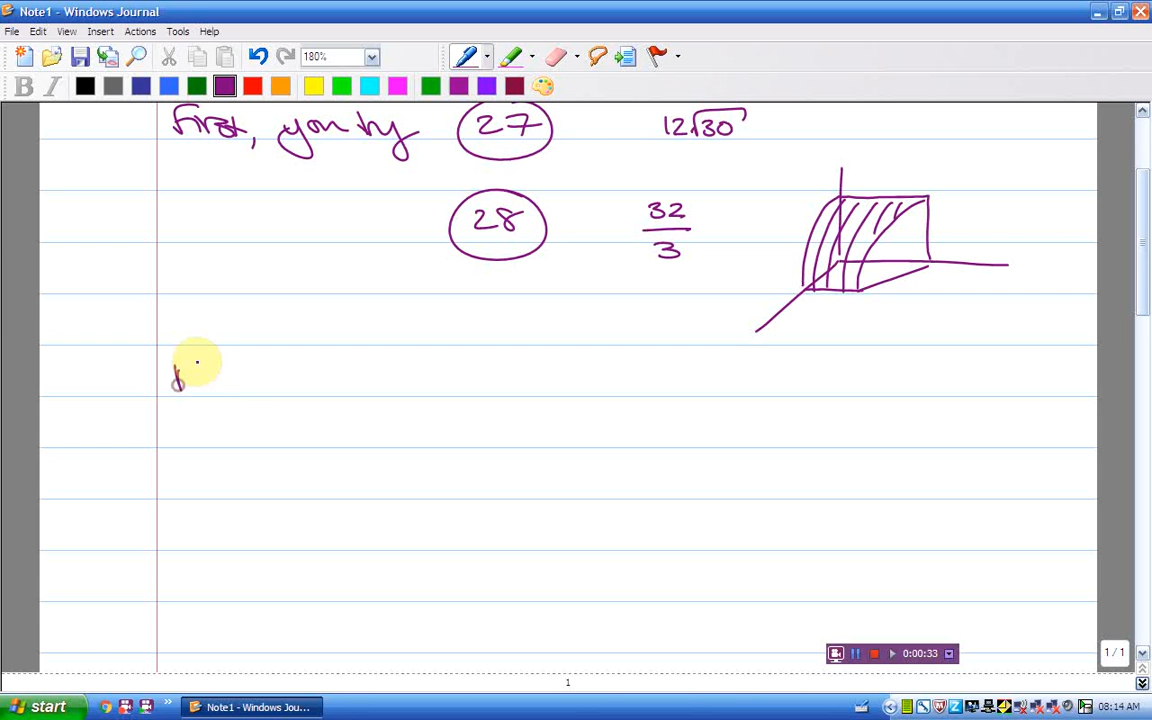 Note1 - Windows Journal
File Edit View Insert Actions Tools Help
180%
B I
First, you try 27 12√30
28 32/3
0:00:33
1 / 1
1
start Note1 - Windows Jou... 08:14 AM